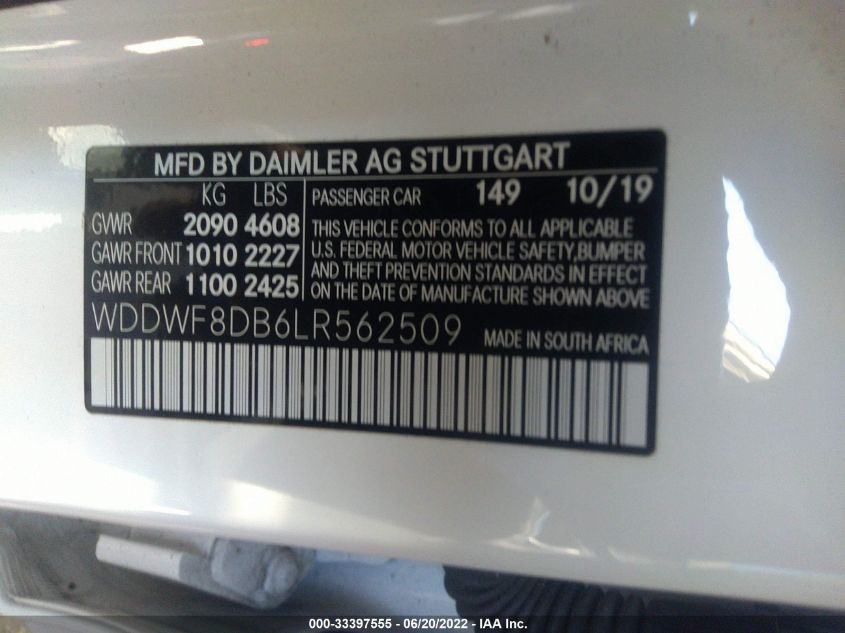 MFD BY DAIMLER AG STUTTGART
KG LBS PASSENGER CAR 149 10/19
GVWR 2090 4608 THIS VEHICLE CONFORMS TO ALL APPLICABLE
GAWR FRONT 1010 2227 U.S. FEDERAL MOTOR VEHICLE SAFETY,BUMPER
GAWR REAR 1100 2425 AND THEFT PREVENTION STANDARDS IN EFFECT
ON THE DATE OF MANUFACTURE SHOWN ABOVE
WDDWF8DB6LR562509 MADE IN SOUTH AFRICA
000-33397555 - 06/20/2022 - IAA Inc.